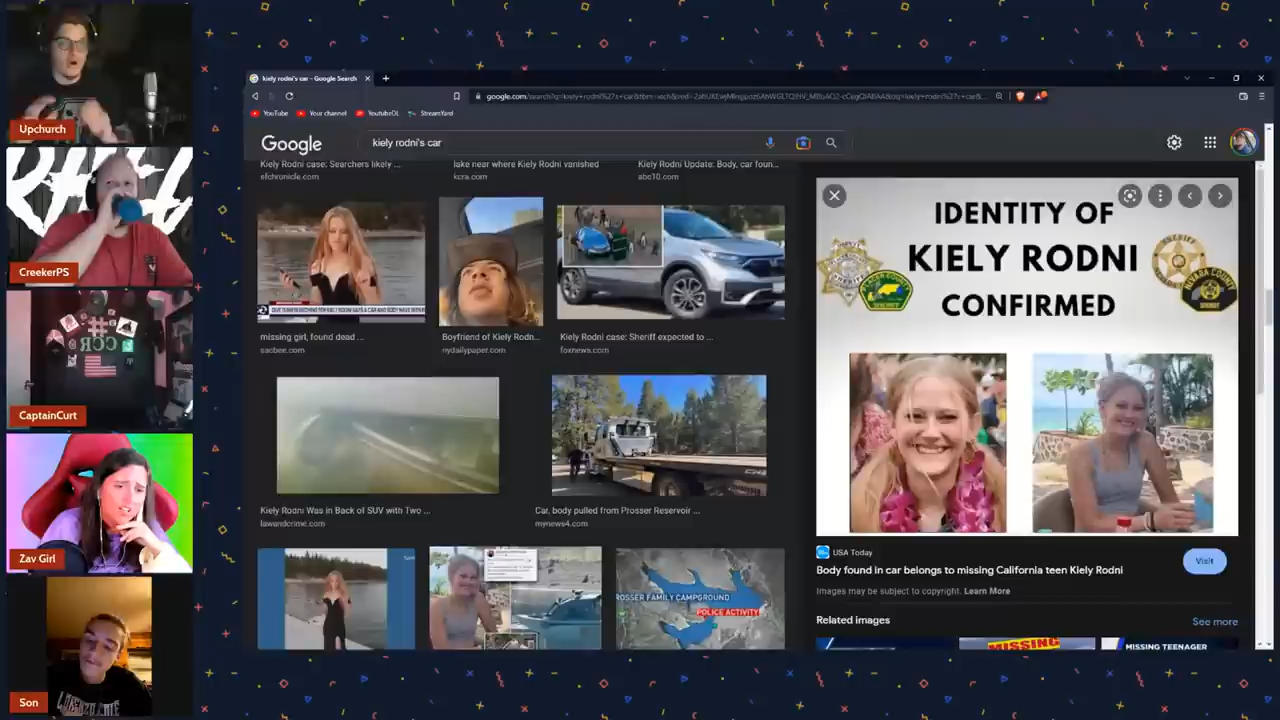 Upchurch
CreekerPS
CCR
CaptainCurt
Zav Girl
Son
kiely rodni's car - Google Search
YouTube
Your channel
YoutubeDL
StreamYard
Google
kiely rodni's car
Kiely Rodni case: Searchers likely ...
efchronicle.com
lake near where Kiely Rodni vanished
kcra.com
Kiely Rodni Update: Body, car foun...
abc10.com
missing girl, found dead ...
sacbee.com
Boyfriend of Kiely Rodn...
nydailypaper.com
Kiely Rodni case: Sheriff expected to ...
foxnews.com
Kiely Rodni Was in Back of SUV with Two ...
lawandcrime.com
Car, body pulled from Prosser Reservoir ...
mynews4.com
ROSSER FAMILY CAMPGROUND
POLICE ACTIVITY
IDENTITY OF
KIELY RODNI
CONFIRMED
USA Today
Body found in car belongs to missing California teen Kiely Rodni
Visit
Images may be subject to copyright. Learn More
Related images
See more
MISSING
MISSING TEENAGER